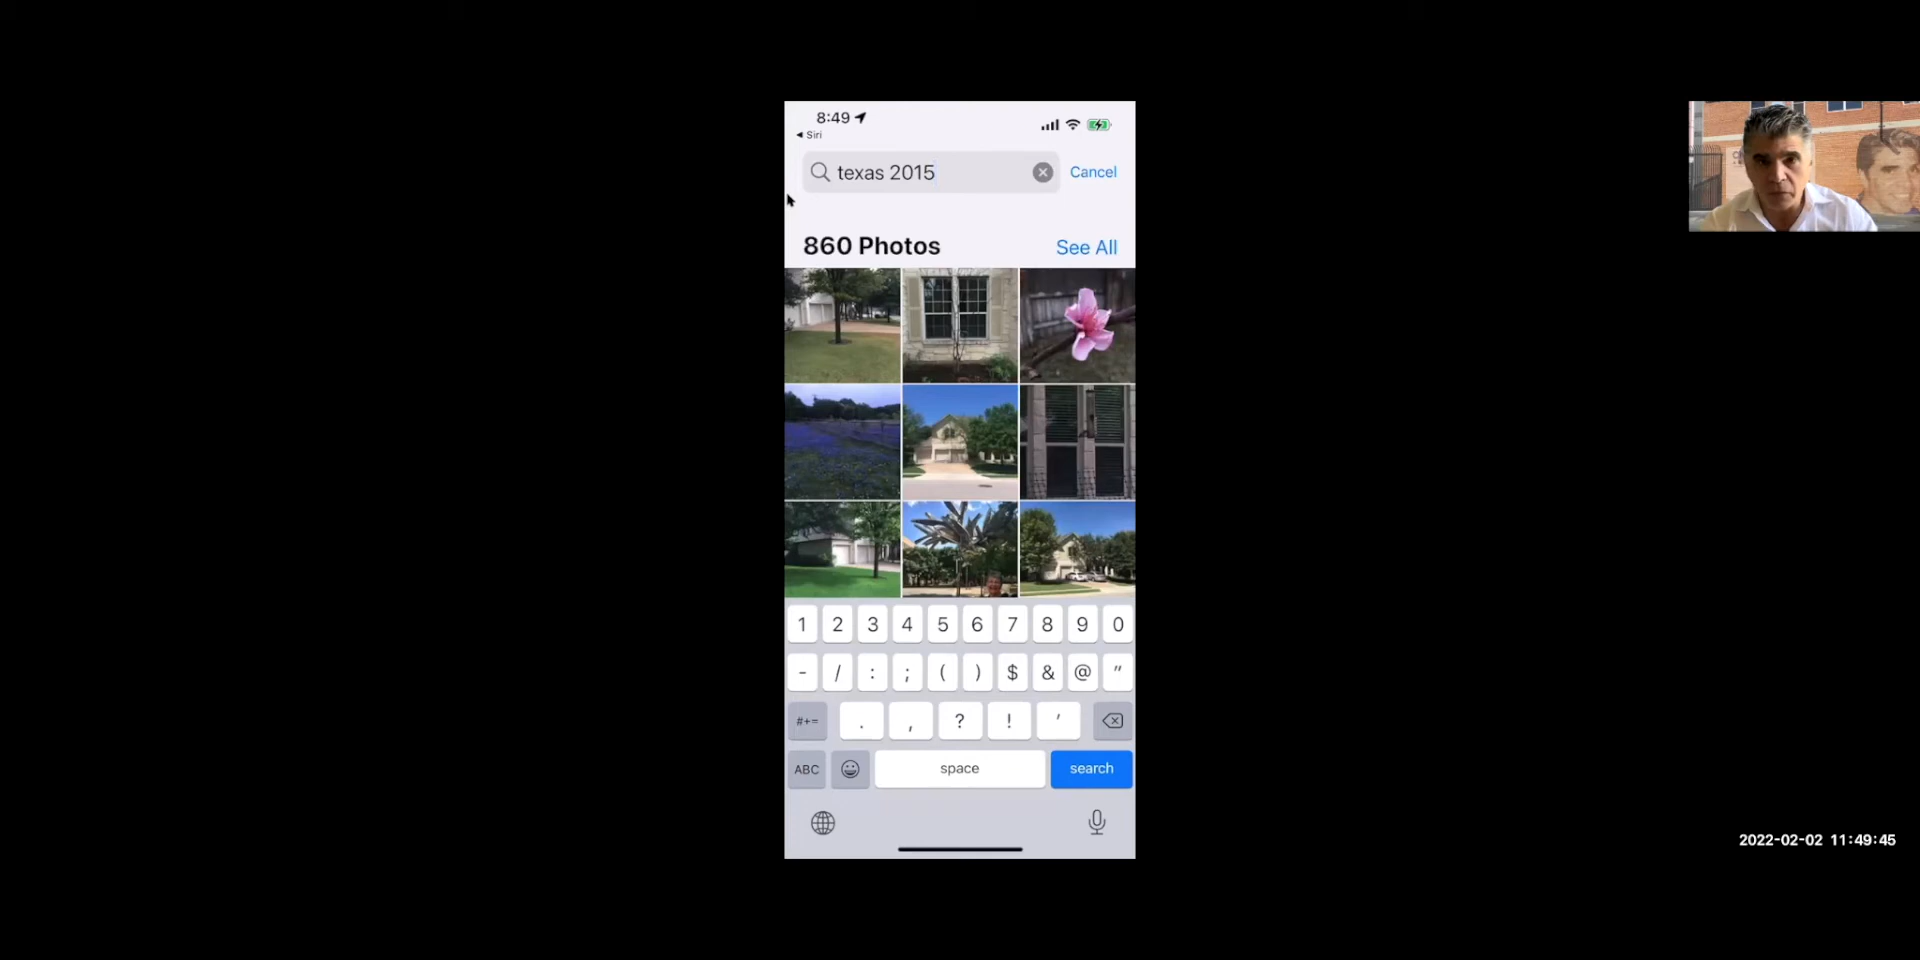 8:49
Siri
texas 2015
Cancel
860 Photos
See All
1 2 3 4 5 6 7 8 9 0
- / : ; ( ) $ & @ "
#+= . , ? ! '
ABC space search
2022-02-02 11:49:45